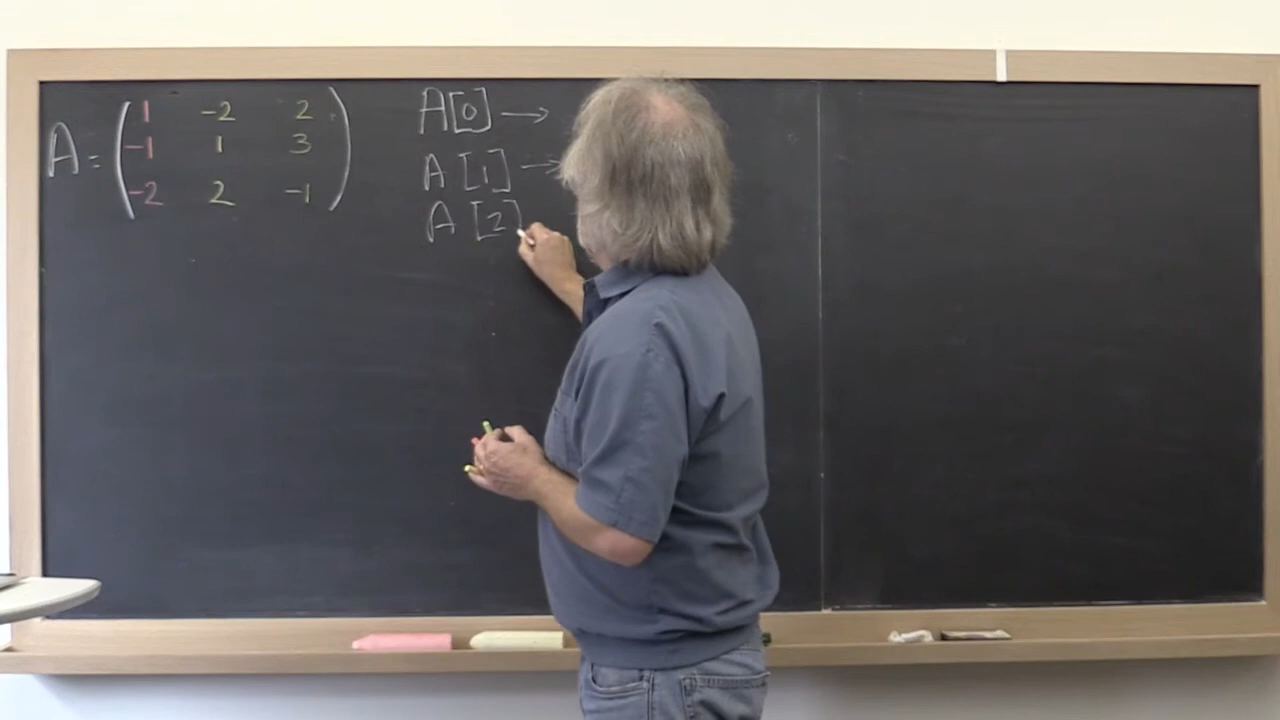 A = ( 1 -2 2
-1 1 3
-2 2 -1 )
A[0] →
A [1] →
A [2]